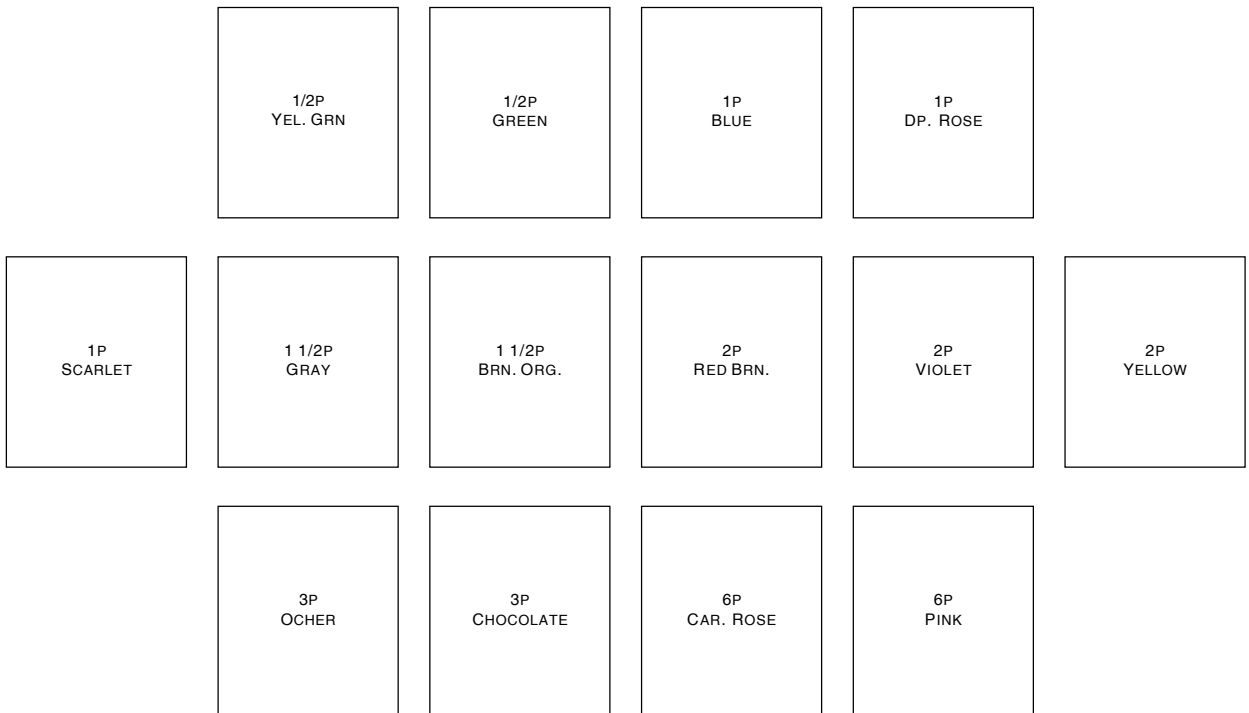 1/2P
YEL. GRN
1/2P
GREEN
1P
BLUE
1P
DP. ROSE
1P
SCARLET
1 1/2P
GRAY
1 1/2P
BRN. ORG.
2P
RED BRN.
2P
VIOLET
2P
YELLOW
3P
OCHER
3P
CHOCOLATE
6P
CAR. ROSE
6P
PINK